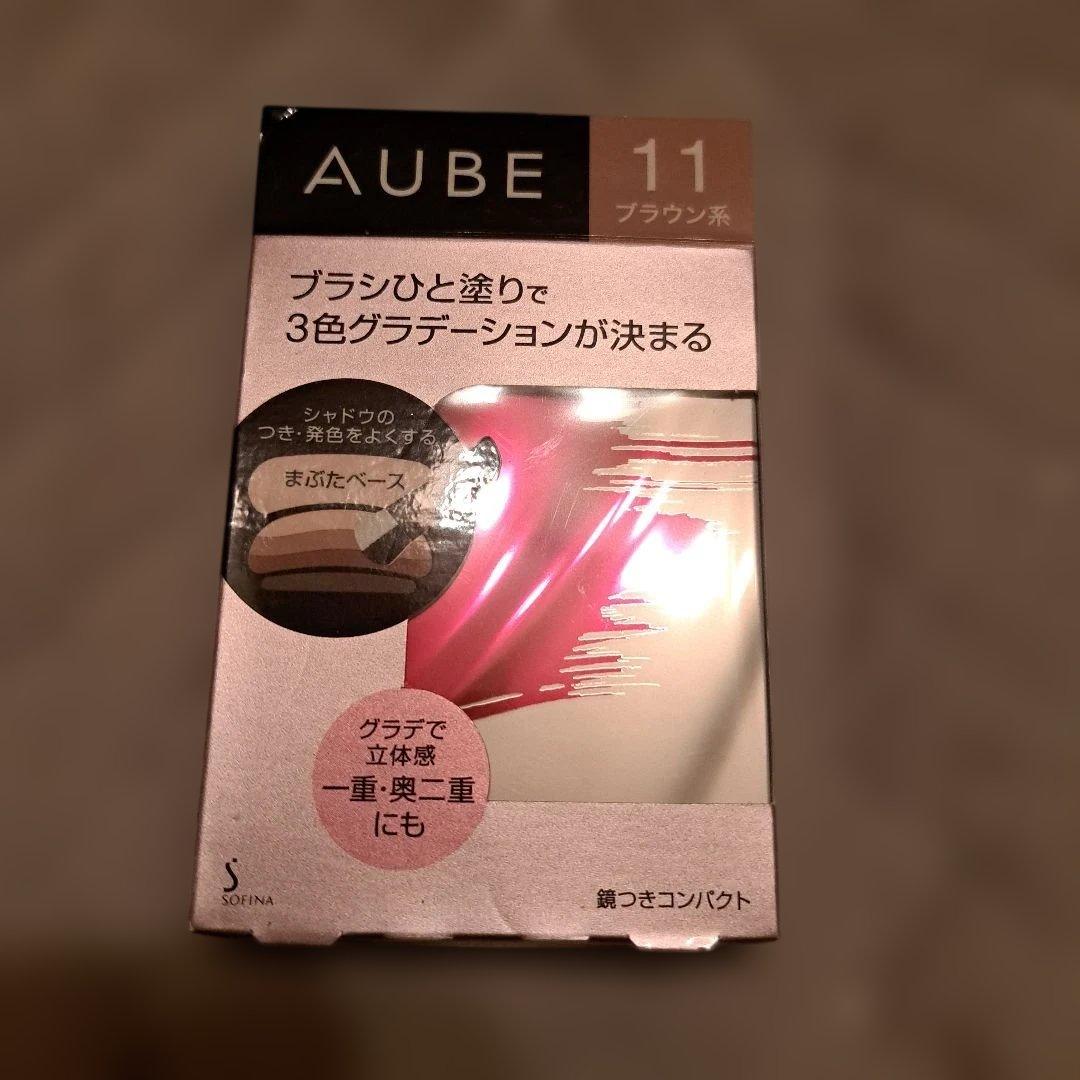 AUBE
11
ブラウン系
ブラシひと塗りで
3色グラデーションが決まる
シャドウの
つき・発色をよくする
まぶたベース
グラデで
立体感
一重・奥二重
にも
SOFINA
鏡つきコンパクト